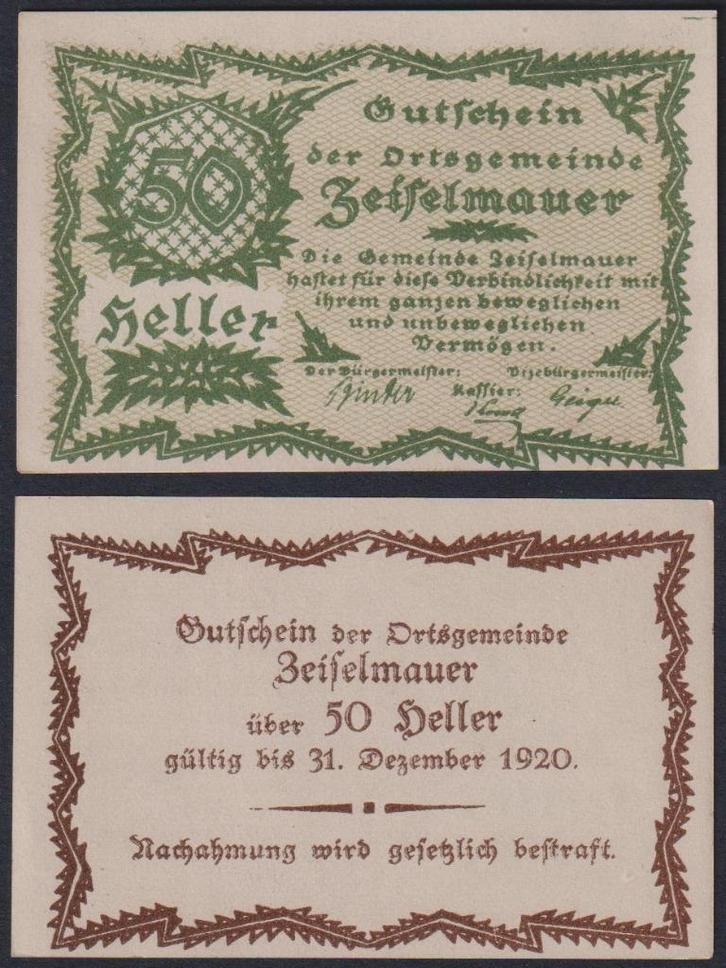 50
Heller
Gutschein
der Ortsgemeinde
Zeiselmauer
Die Gemeinde Zeiselmauer
haftet für diese Verbindlichkeit mit
ihrem ganzen beweglichen
und unbeweglichen
Vermögen.
Der Bürgermeister: Vizebürgermeister:
Kassier:
Gutschein der Ortsgemeinde
Zeiselmauer
über 50 Heller
gültig bis 31. Dezember 1920.
Nachahmung wird gesetzlich bestraft.